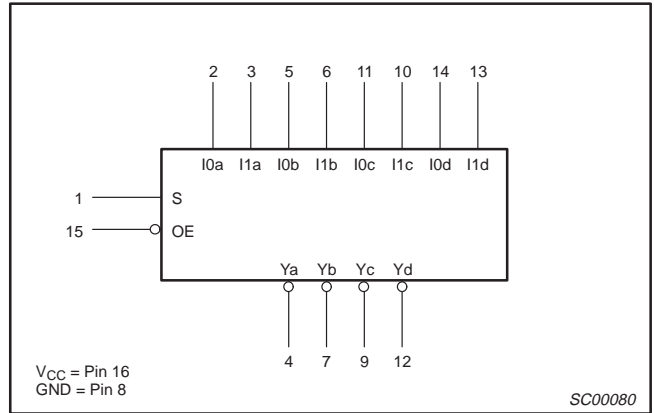 2 3 5 6 11 10 14 13
I0a I1a I0b I1b I0c I1c I0d I1d
1 S
15 OE
Ya Yb Yc Yd
4 7 9 12
VCC = Pin 16
GND = Pin 8
SC00080